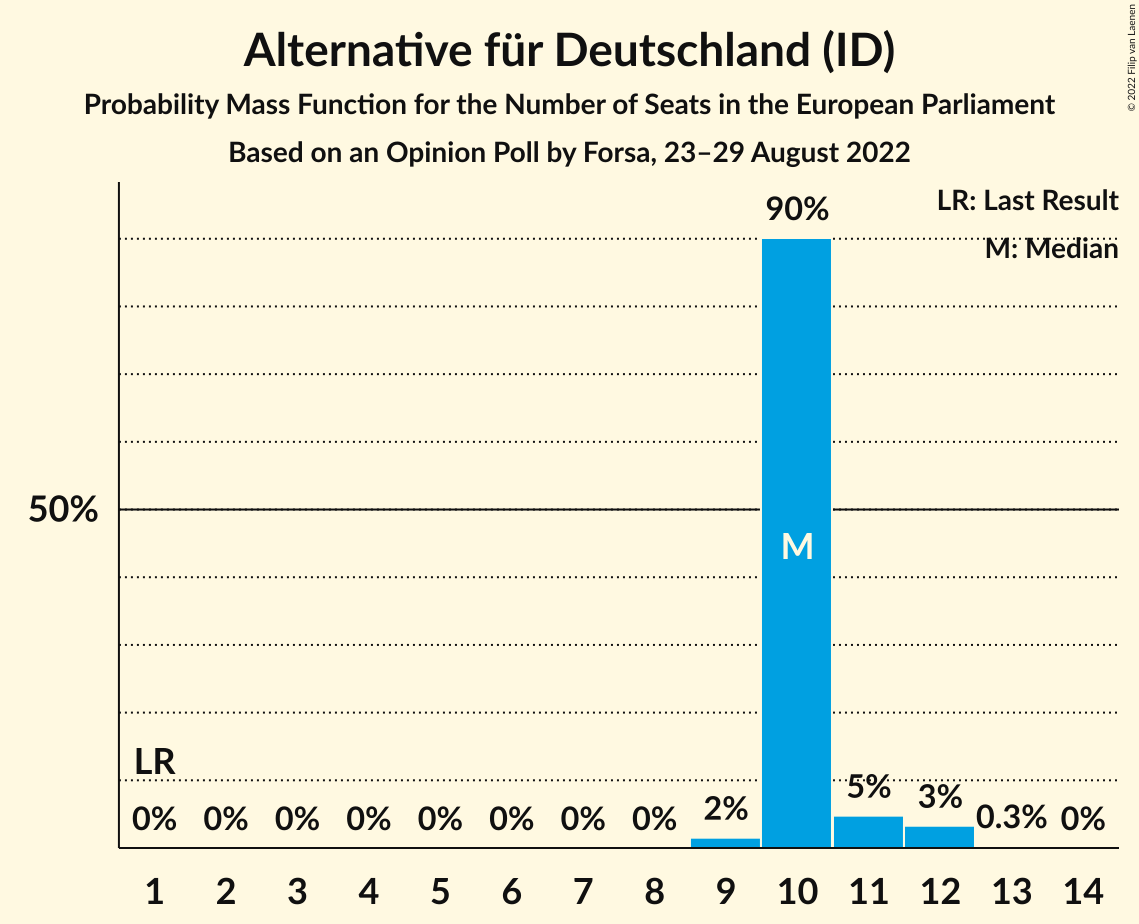 Alternative für Deutschland (ID)
Probability Mass Function for the Number of Seats in the European Parliament
Based on an Opinion Poll by Forsa, 23–29 August 2022
© 2022 Filip van Laenen
LR: Last Result
M: Median
90%
50%
M
LR
0% 0% 0% 0% 0% 0% 0% 0% 2% 5% 3% 0.3% 0%
1 2 3 4 5 6 7 8 9 10 11 12 13 14